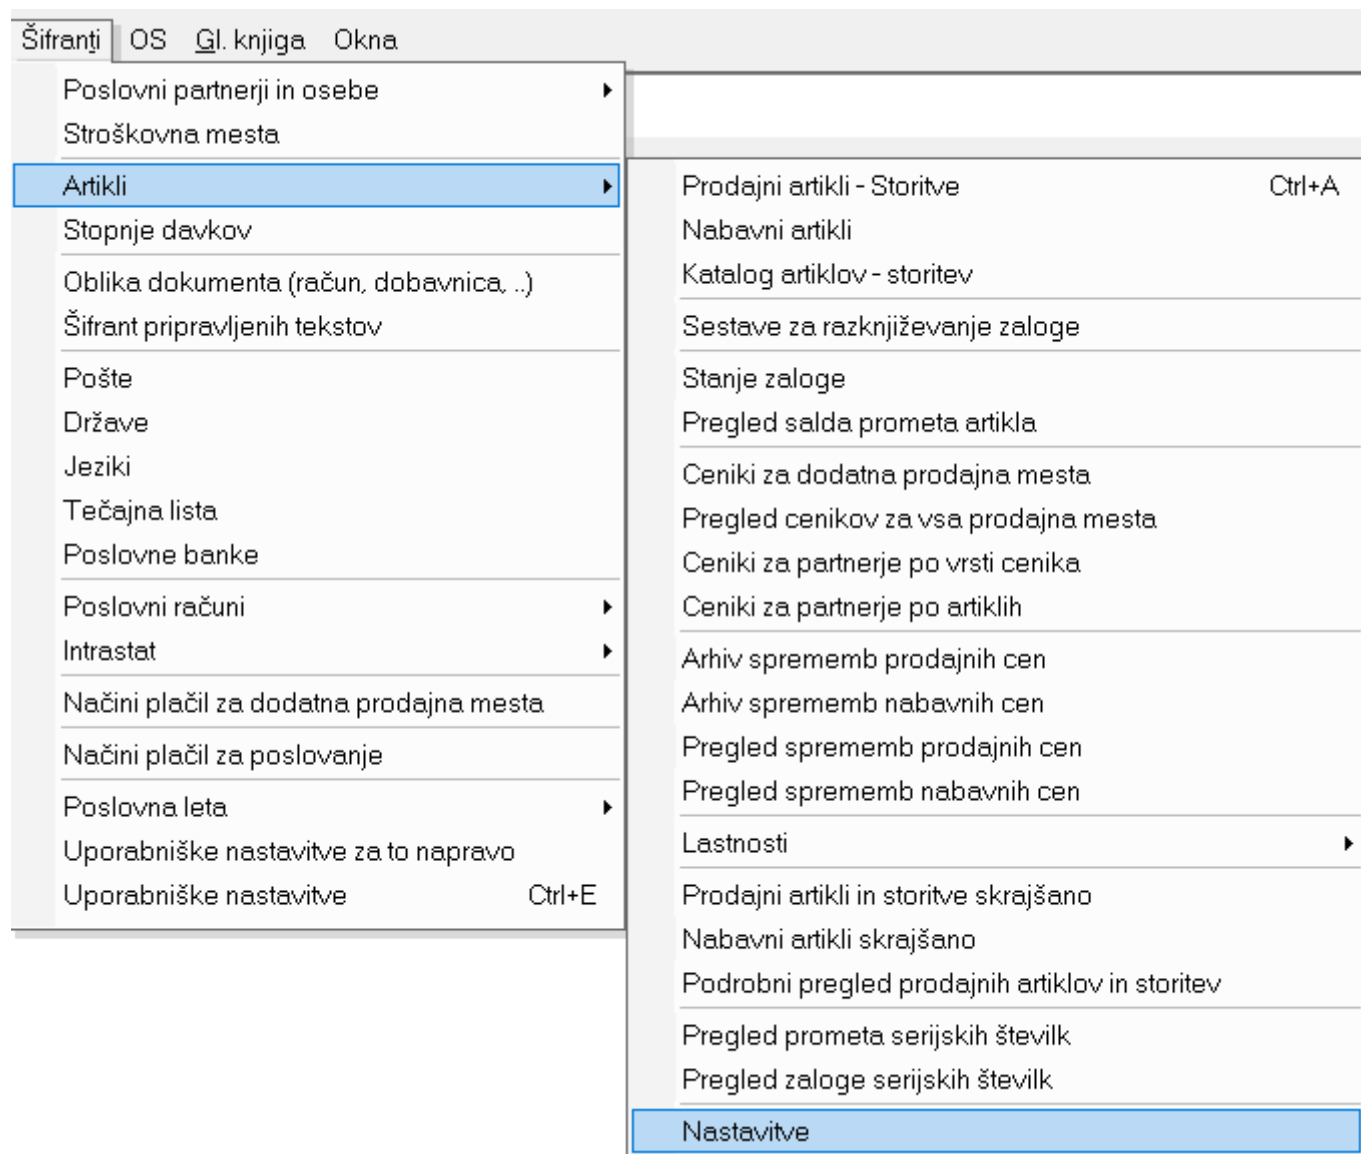 Šifranti OS Gl. knjiga Okna
Poslovni partnerji in osebe
Stroškovna mesta
Artikli
Stopnje davkov
Oblika dokumenta (račun, dobavnica, ..)
Šifrant pripravljenih tekstov
Pošte
Države
Jeziki
Tečajna lista
Poslovne banke
Poslovni računi
Intrastat
Načini plačil za dodatna prodajna mesta
Načini plačil za poslovanje
Poslovna leta
Uporabniške nastavitve za to napravo
Uporabniške nastavitve Ctrl+E
Prodajni artikli - Storitve Ctrl+A
Nabavni artikli
Katalog artiklov - storitev
Sestave za razknjiževanje zaloge
Stanje zaloge
Pregled salda prometa artikla
Ceniki za dodatna prodajna mesta
Pregled cenikov za vsa prodajna mesta
Ceniki za partnerje po vrsti cenika
Ceniki za partnerje po artiklih
Arhiv sprememb prodajnih cen
Arhiv sprememb nabavnih cen
Pregled sprememb prodajnih cen
Pregled sprememb nabavnih cen
Lastnosti
Prodajni artikli in storitve skrajšano
Nabavni artikli skrajšano
Podrobni pregled prodajnih artiklov in storitev
Pregled prometa serijskih številk
Pregled zaloge serijskih številk
Nastavitve